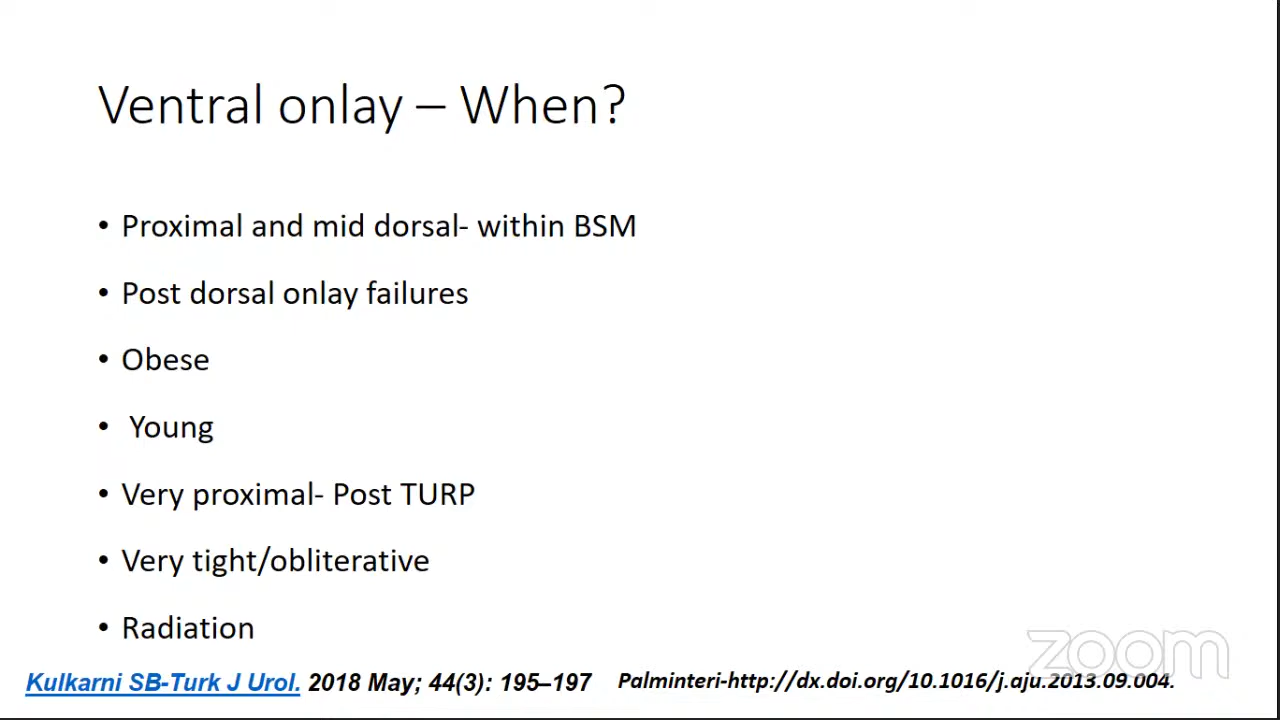 Ventral onlay – When?
• Proximal and mid dorsal- within BSM
• Post dorsal onlay failures
• Obese
• Young
• Very proximal- Post TURP
• Very tight/obliterative
• Radiation
zoom
Kulkarni SB-Turk J Urol. 2018 May; 44(3): 195–197 Palminteri-http://dx.doi.org/10.1016/j.aju.2013.09.004.